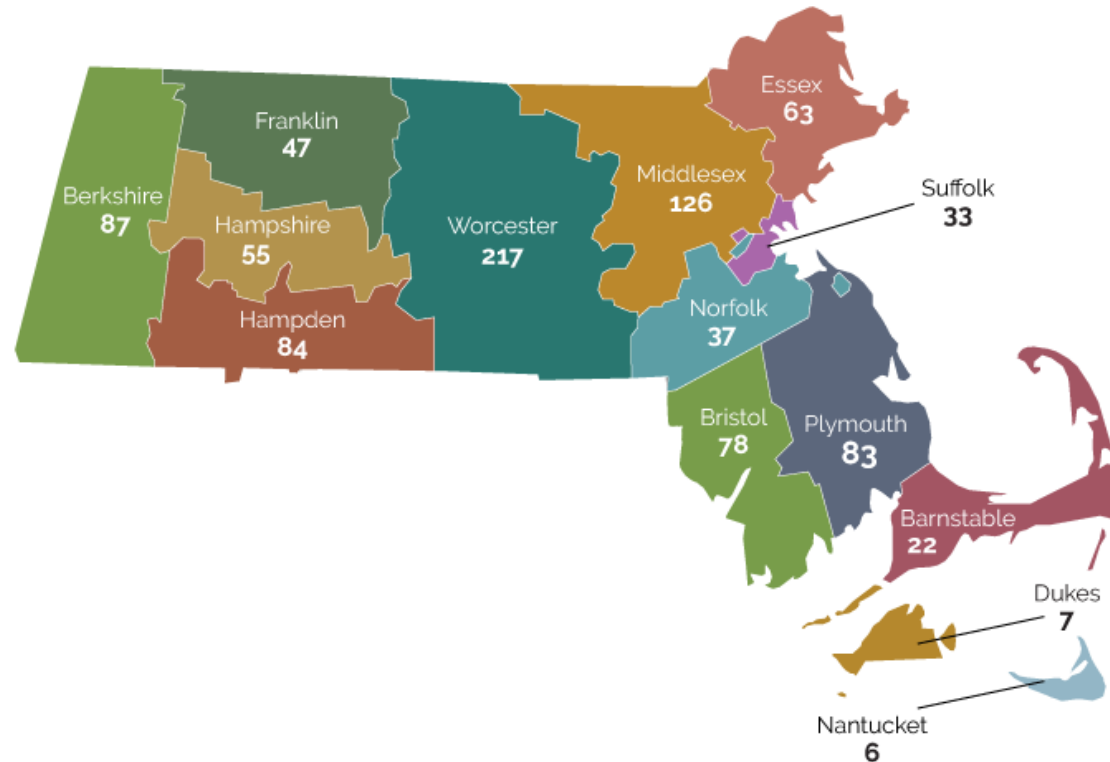 Essex
63
Franklin
47
Middlesex
126
Suffolk
33
Berkshire
87
Hampshire
55
Worcester
217
Norfolk
37
Hampden
84
Bristol
78
Plymouth
83
Barnstable
22
Dukes
7
Nantucket
6